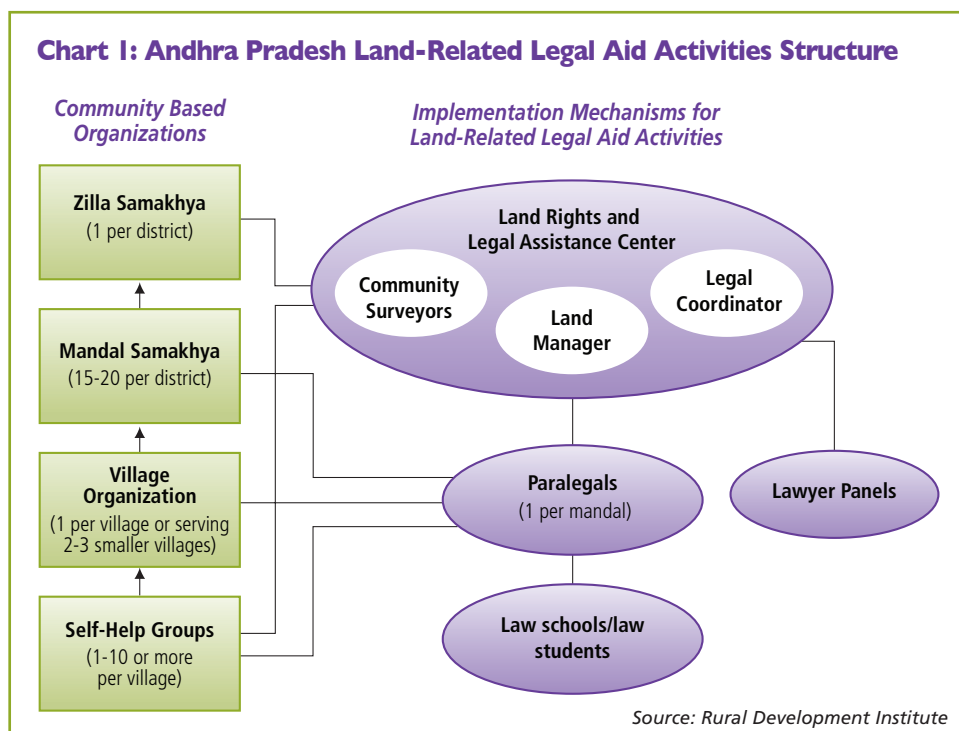 Chart 1: Andhra Pradesh Land-Related Legal Aid Activities Structure
Community Based
Organizations
Implementation Mechanisms for
Land-Related Legal Aid Activities
Zilla Samakhya
(1 per district)
Mandal Samakhya
(15-20 per district)
Village
Organization
(1 per village or serving
2-3 smaller villages)
Self-Help Groups
(1-10 or more
per village)
Land Rights and
Legal Assistance Center
Community
Surveyors
Land
Manager
Legal
Coordinator
Paralegals
(1 per mandal)
Lawyer Panels
Law schools/law
students
Source: Rural Development Institute